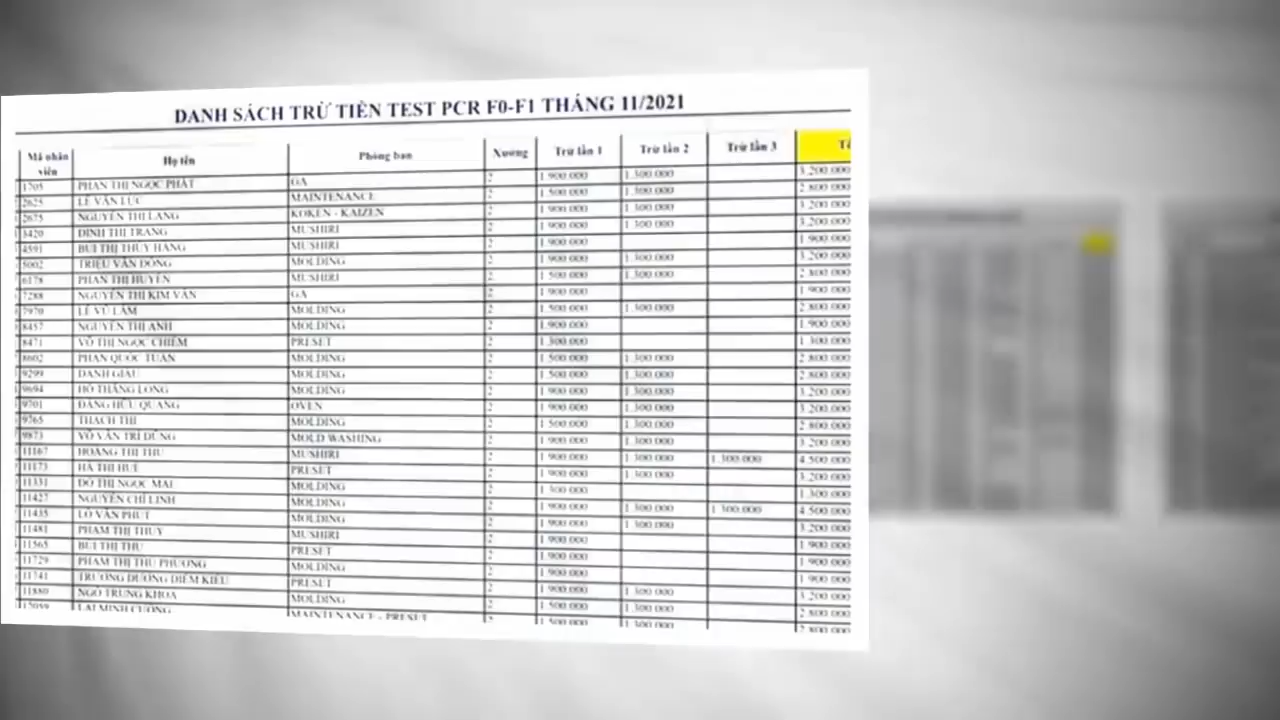 DANH SÁCH TRỪ TIỀN TEST PCR F0-F1 THÁNG 11/2021
Mã nhân viên Họ tên Phòng ban Xưởng Trừ lần 1 Trừ lần 2 Trừ lần 3
1705 PHAN THỊ NGỌC PHÁT GA 2 1.900.000 1.300.000 3.200.000
2625 LÊ VĂN LỰC MAINTENANCE 2 1.500.000 1.300.000 2.800.000
2675 NGUYỄN THỊ LANG KOKEN - KAIZEN 2 1.900.000 1.300.000 3.200.000
3420 ĐINH THỊ TRANG MUSHIRI 2 1.900.000 1.300.000 3.200.000
4591 BÙI THỊ THÚY HẰNG MUSHIRI 2 1.900.000 1.900.000
5002 TRIỆU VĂN ĐÔNG MOLDING 2 1.900.000 1.300.000 3.200.000
6178 PHAN THỊ HUYỀN MUSHIRI 2 1.500.000 1.300.000 2.800.000
7288 NGUYỄN THỊ KIM VÂN GA 2 1.900.000 1.900.000
7970 LÊ VŨ LÂM MOLDING 2 1.500.000 1.300.000 2.800.000
8457 NGUYỄN THỊ ANH MOLDING 2 1.900.000 1.900.000
8471 VÕ THỊ NGỌC CHIÊM PRESET 2 1.300.000 1.300.000
8602 PHAN QUỐC TUẤN MOLDING 2 1.500.000 1.300.000 2.800.000
9299 DANH GIÀU MOLDING 2 1.500.000 1.300.000 2.800.000
9694 HỒ THĂNG LONG MOLDING 2 1.900.000 1.300.000 3.200.000
9701 ĐẶNG HỮU QUANG OVEN 2 1.900.000 1.300.000 3.200.000
9765 THẠCH THI MOLDING 2 1.500.000 1.300.000 2.800.000
9873 VÕ VĂN TRÍ DŨNG MOLD WASHING 2 1.900.000 1.300.000 3.200.000
11167 HOÀNG THỊ THU MUSHIRI 2 1.900.000 1.300.000 1.300.000 4.500.000
11173 HÀ THỊ HUẾ PRESET 2 1.900.000 1.300.000 3.200.000
11331 ĐỖ THỊ NGỌC MAI MOLDING 2 1.300.000 1.300.000
11427 NGUYỄN CHÍ LINH MOLDING 2 1.900.000 1.300.000 1.300.000 4.500.000
11435 LÔ VĂN PHÚT MOLDING 2 1.900.000 1.300.000 3.200.000
11481 PHẠM THỊ THỦY MUSHIRI 2 1.900.000 1.900.000
11565 BÙI THỊ THU PRESET 2 1.900.000 1.900.000
11729 PHẠM THỊ THU PHƯƠNG MOLDING 2 1.900.000 1.900.000
11741 TRƯƠNG DƯƠNG DIỄM KIỀU PRESET 2 1.900.000 1.300.000 3.200.000
11880 NGÔ TRUNG KHOA MOLDING 2 1.500.000 1.300.000 2.800.000
15059 LẠI MINH CƯỜNG MAINTENANCE - PRESET 2 1.500.000 1.300.000 2.800.000